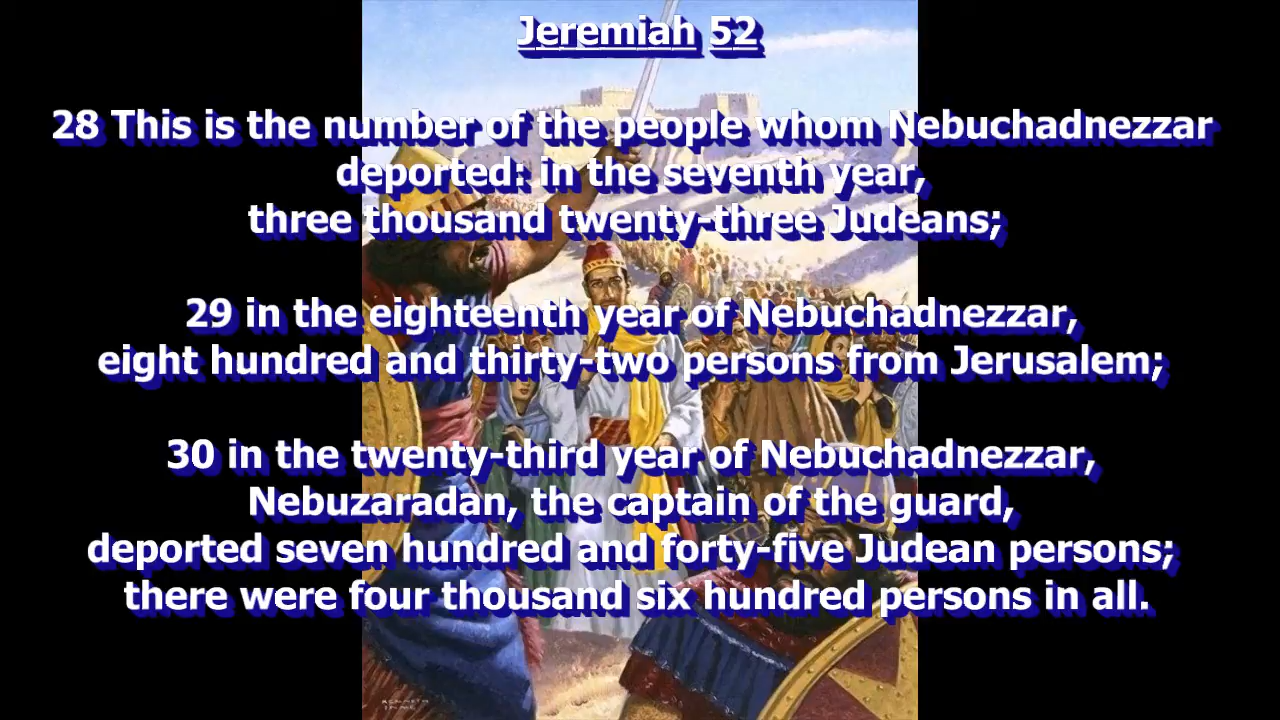 Jeremiah 52
28 This is the number of the people whom Nebuchadnezzar
deported: in the seventh year,
three thousand twenty-three Judeans;
29 in the eighteenth year of Nebuchadnezzar,
eight hundred and thirty-two persons from Jerusalem;
30 in the twenty-third year of Nebuchadnezzar,
Nebuzaradan, the captain of the guard,
deported seven hundred and forty-five Judean persons;
there were four thousand six hundred persons in all.
KENNETH